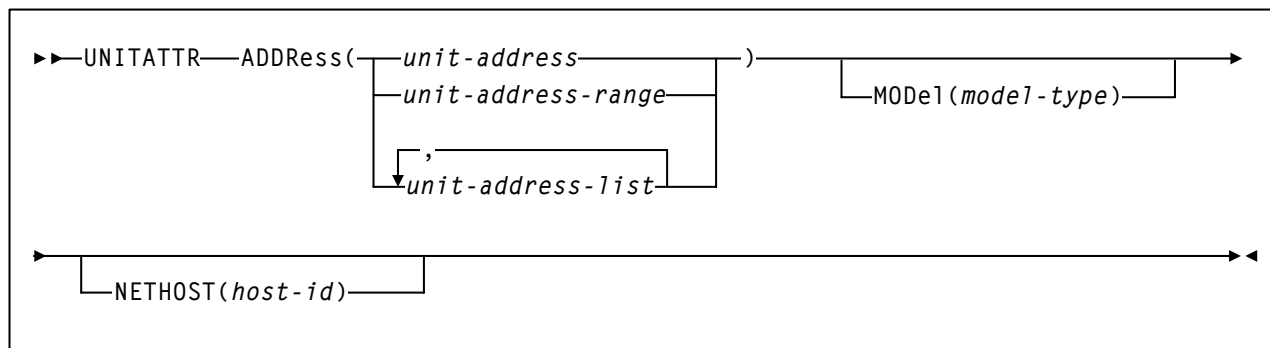 UNITATTR ADDRess( unit-address )
unit-address-range MODel(model-type)
,
unit-address-list
NETHOST(host-id)